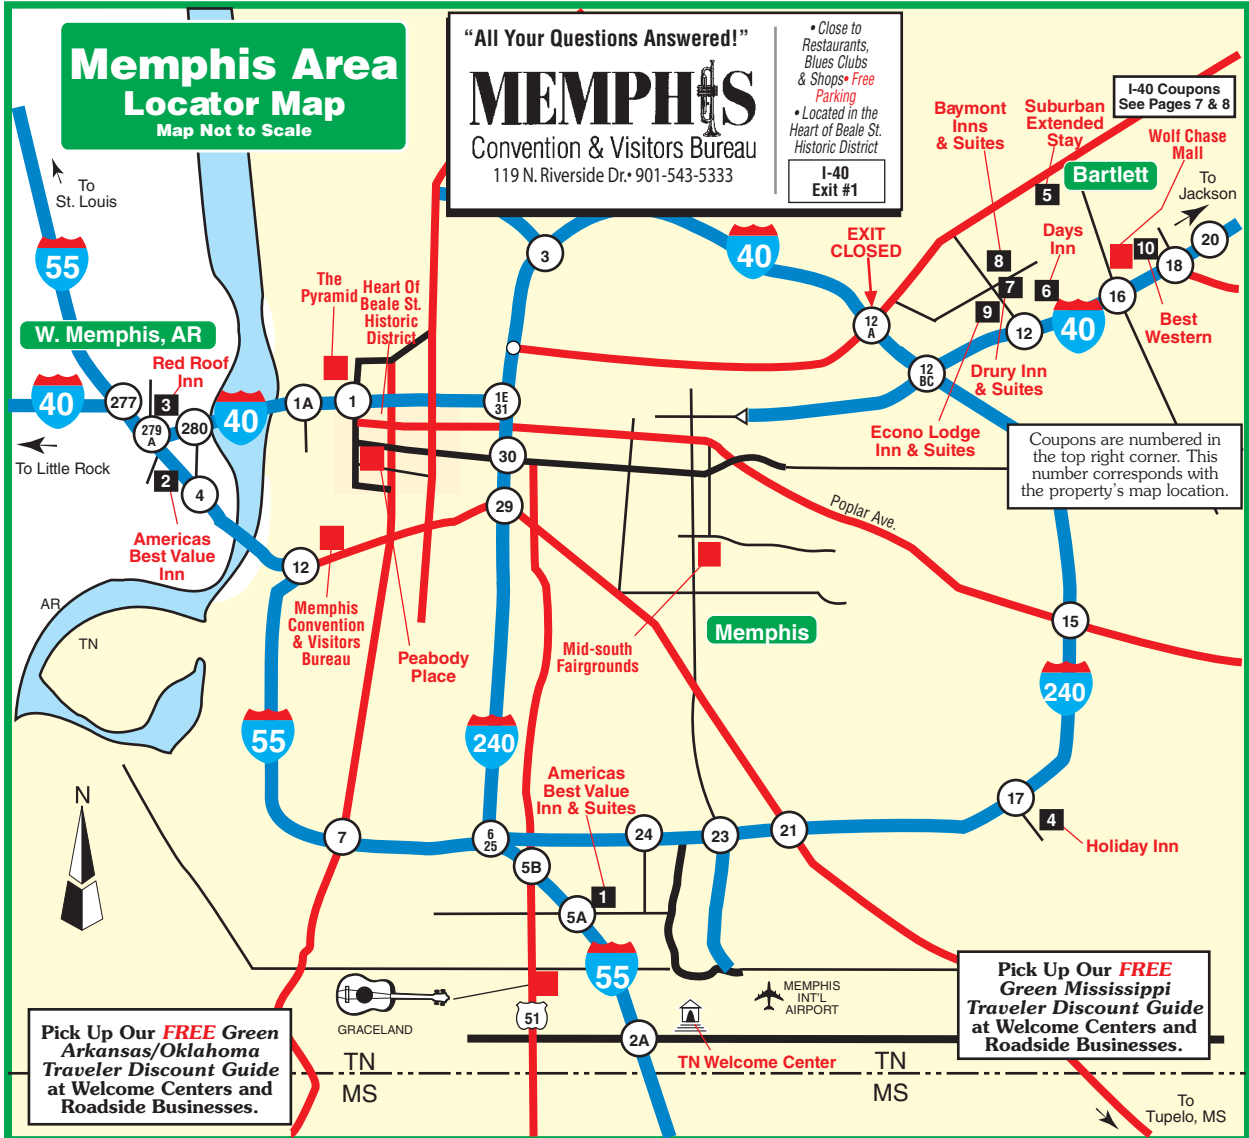 Memphis Area
Locator Map
Map Not to Scale
“All Your Questions Answered!”
MEMPHIS
Convention & Visitors Bureau
119 N. Riverside Dr.• 901-543-5333
• Close to
Restaurants,
Blues Clubs
& Shops• Free
Parking
• Located in the
Heart of Beale St.
Historic District
I-40
Exit #1
I-40 Coupons
See Pages 7 & 8
Baymont
Inns
& Suites
Suburban
Extended
Stay
Wolf Chase
Mall
Bartlett
To
Jackson
To
St. Louis
55
5
20
10
18
40
3
EXIT
CLOSED
Days
Inn
8
7
6
9
16
40
12
12
A
12
BC
Best
Western
Drury Inn
& Suites
Econo Lodge
Inn & Suites
The
Pyramid
Heart Of
Beale St.
Historic
District
W. Memphis, AR
Red Roof
Inn
40
277
3
279
A
280
40
1A
1
1E
31
To Little Rock
2
4
30
29
Coupons are numbered in
the top right corner. This
number corresponds with
the property’s map location.
Poplar Ave.
Americas
Best Value
Inn
12
AR
TN
Memphis
Convention
& Visitors
Bureau
Peabody
Place
Mid-south
Fairgrounds
Memphis
15
240
55
240
N
Americas
Best Value
Inn & Suites
7
6
25
24
23
21
17
4
Holiday Inn
5B
1
5A
55
GRACELAND
51
MEMPHIS
INT’L
AIRPORT
2A
TN Welcome Center
TN
MS
TN
MS
Pick Up Our FREE Green
Arkansas/Oklahoma
Traveler Discount Guide
at Welcome Centers and
Roadside Businesses.
Pick Up Our FREE
Green Mississippi
Traveler Discount Guide
at Welcome Centers and
Roadside Businesses.
To
Tupelo, MS